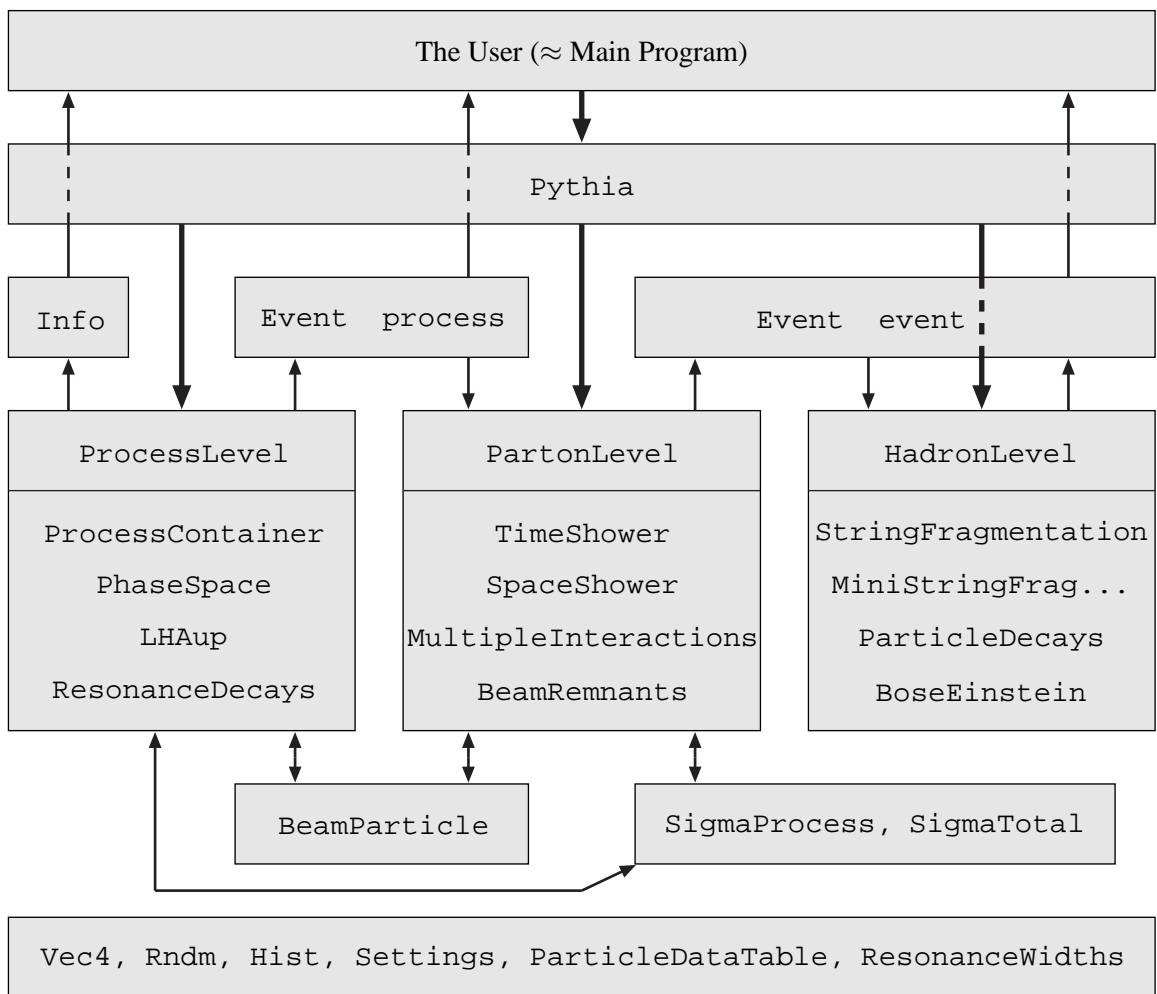 The User (≈ Main Program)
Pythia
Info
Event process
Event event
ProcessLevel
ProcessContainer
PhaseSpace
LHAup
ResonanceDecays
PartonLevel
TimeShower
SpaceShower
MultipleInteractions
BeamRemnants
HadronLevel
StringFragmentation
MiniStringFrag...
ParticleDecays
BoseEinstein
BeamParticle
SigmaProcess, SigmaTotal
Vec4, Rndm, Hist, Settings, ParticleDataTable, ResonanceWidths